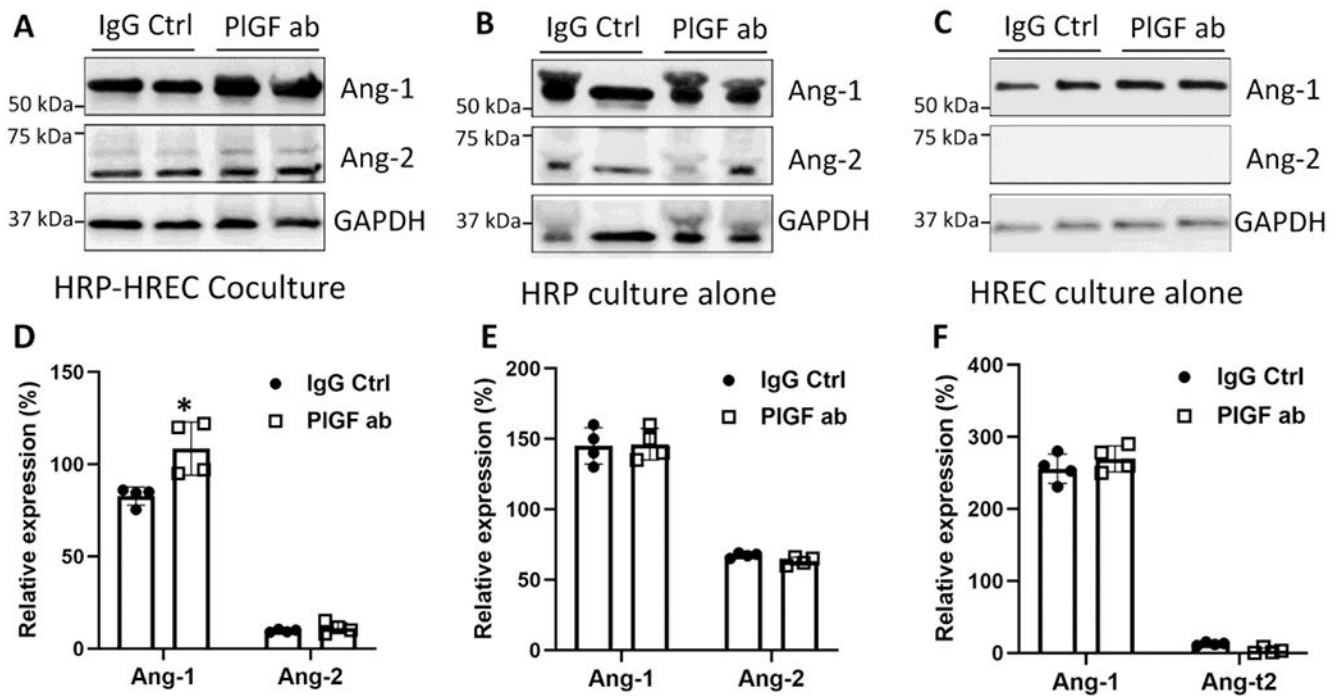 A
IgG Ctrl PlGF ab
50 kDa
Ang-1
75 kDa
Ang-2
37 kDa
GAPDH
HRP-HREC Coculture
B
IgG Ctrl PlGF ab
50 kDa
Ang-1
75 kDa
Ang-2
37 kDa
GAPDH
HRP culture alone
C
IgG Ctrl PlGF ab
50 kDa
Ang-1
75 kDa
Ang-2
37 kDa
GAPDH
HREC culture alone
D
Relative expression (%)
150
100
50
0
*
IgG Ctrl
PlGF ab
Ang-1 Ang-2
E
Relative expression (%)
200
150
100
50
0
IgG Ctrl
PlGF ab
Ang-1 Ang-2
F
Relative expression (%)
400
300
200
100
0
IgG Ctrl
PlGF ab
Ang-1 Ang-t2